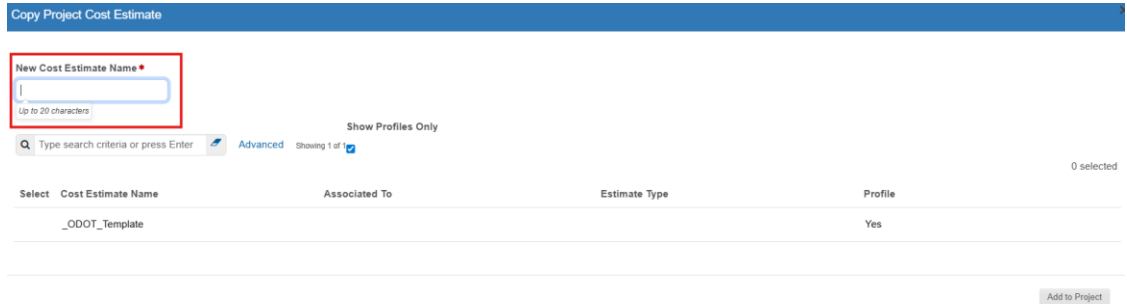 Copy Project Cost Estimate
New Cost Estimate Name
Up to 20 characters
Show Profiles Only
Type search criteria or press Enter Advanced Showing 1 of 1
0 selected
Select Cost Estimate Name Associated To Estimate Type Profile
_ODOT_Template Yes
Add to Project